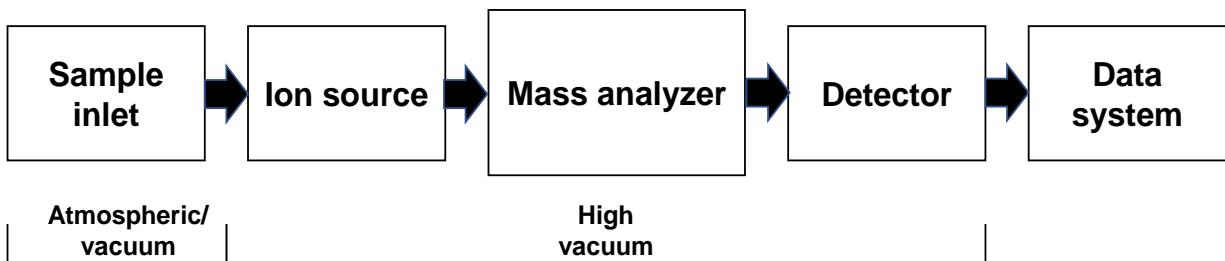 Sample
inlet
Ion source
Mass analyzer
Detector
Data
system
Atmospheric/
vacuum
High
vacuum